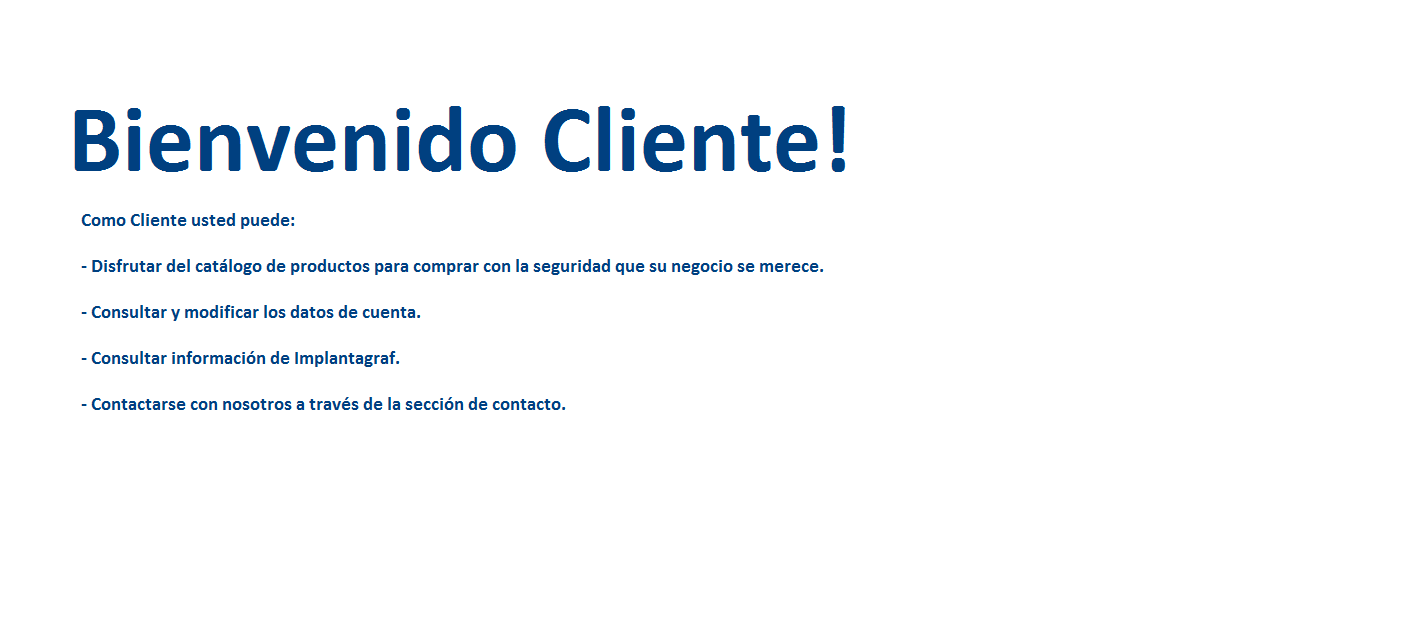 Bienvenido Cliente!
Como Cliente usted puede:
- Disfrutar del catálogo de productos para comprar con la seguridad que su negocio se merece.
- Consultar y modificar los datos de cuenta.
- Consultar información de Implantagraf.
- Contactarse con nosotros a través de la sección de contacto.